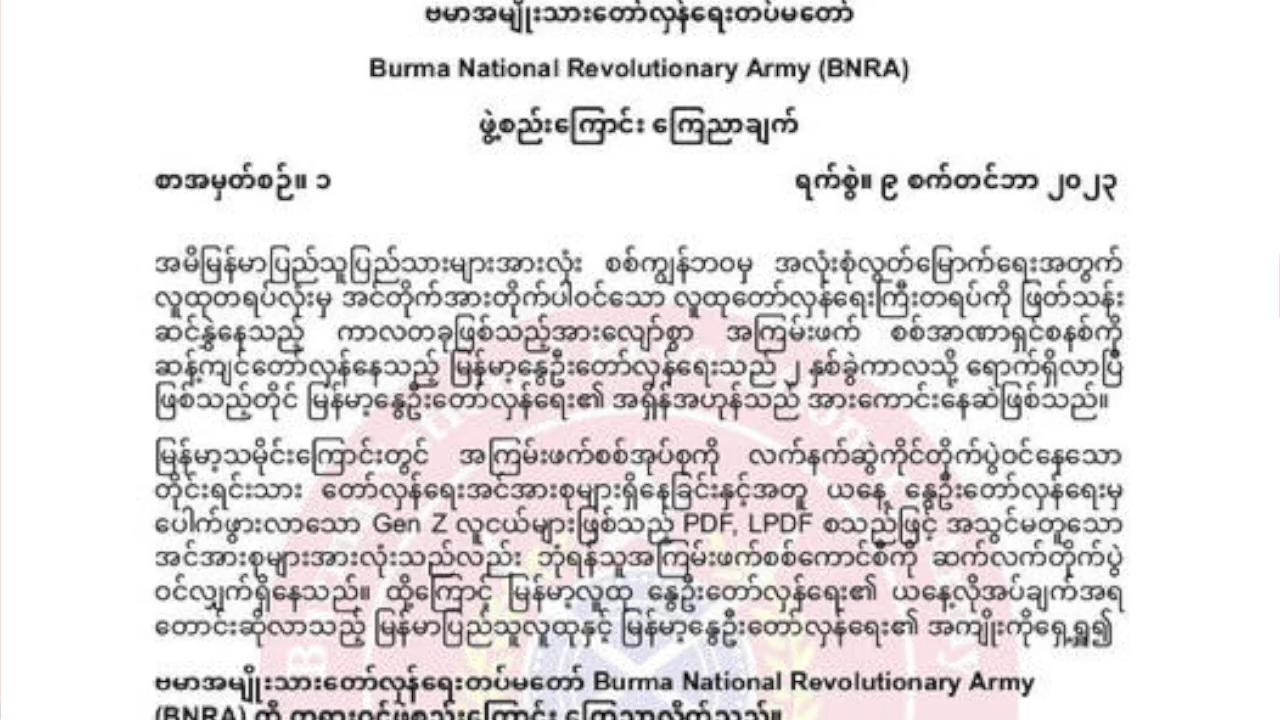 ဗမာအမျိုးသားတော်လှန်ရေးတပ်မတော်
Burma National Revolutionary Army (BNRA)
ဖွဲ့စည်းကြောင်း ကြေညာချက်
စာအမှတ်စဉ်။ ၁ ရက်စွဲ။ ၉ စက်တင်ဘာ ၂၀၂၃
အမိမြန်မာပြည်သူပြည်သားများအားလုံး စစ်ကျွန်ဘဝမှ အလုံးစုံလွတ်မြောက်ရေးအတွက်
လူထုတရပ်လုံးမှ အင်တိုက်အားတိုက်ပါဝင်သော လူထုတော်လှန်ရေးကြီးတရပ်ကို ဖြတ်သန်း
ဆင်နွှဲနေသည့် ကာလတခုဖြစ်သည့်အားလျော်စွာ အကြမ်းဖက် စစ်အာဏာရှင်စနစ်ကို
ဆန့်ကျင်တော်လှန်နေသည့် မြန်မာ့နွေဦးတော်လှန်ရေးသည် ၂ နှစ်ခွဲကာလသို့ ရောက်ရှိလာပြီ
ဖြစ်သည့်တိုင် မြန်မာ့နွေဦးတော်လှန်ရေး၏ အရှိန်အဟုန်သည် အားကောင်းနေဆဲဖြစ်သည်။
မြန်မာ့သမိုင်းကြောင်းတွင် အကြမ်းဖက်စစ်အုပ်စုကို လက်နက်ဆွဲကိုင်တိုက်ပွဲဝင်နေသော
တိုင်းရင်းသား တော်လှန်ရေးအင်အားစုများရှိနေခြင်းနှင့်အတူ ယနေ့ နွေဦးတော်လှန်ရေးမှ
ပေါက်ဖွားလာသော Gen Z လူငယ်များဖြစ်သည့် PDF, LPDF စသည်ဖြင့် အသွင်မတူသော
အင်အားစုများအားလုံးသည်လည်း ဘုံရန်သူအကြမ်းဖက်စစ်ကောင်စီကို ဆက်လက်တိုက်ပွဲ
ဝင်လျှက်ရှိနေသည်။ ထို့ကြောင့် မြန်မာ့လူထု နွေဦးတော်လှန်ရေး၏ ယနေ့လိုအပ်ချက်အရ
တောင်းဆိုလာသည့် မြန်မာပြည်သူလူထုနှင့် မြန်မာ့နွေဦးတော်လှန်ရေး၏ အကျိုးကိုရှေ့ရှု၍
ဗမာအမျိုးသားတော်လှန်ရေးတပ်မတော် Burma National Revolutionary Army
(BNRA) ကို တရားဝင်ဖွဲ့စည်းကြောင်း ကြေညာလိုက်သည်။